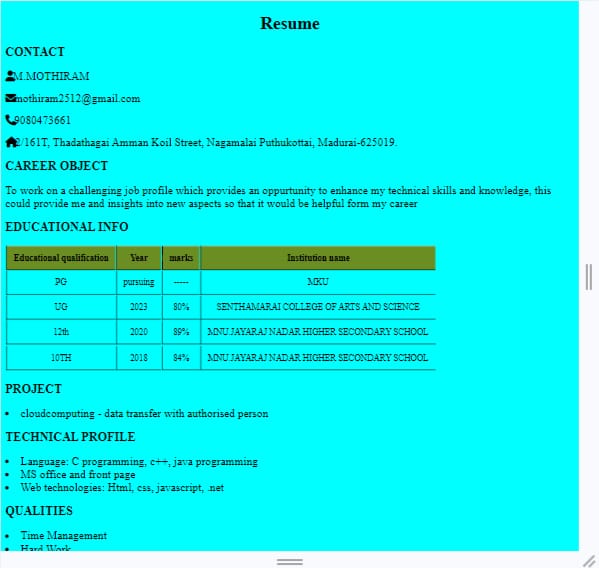 Resume
CONTACT
M.MOTHIRAM
mothiram2512@gmail.com
9080473661
2/161T, Thadathagai Amman Koil Street, Nagamalai Puthukottai, Madurai-625019.
CAREER OBJECT
To work on a challenging job profile which provides an oppurtunity to enhance my technical skills and knowledge, this
could provide me and insights into new aspects so that it would be helpful form my career
EDUCATIONAL INFO
Educational qualification Year marks Institution name
PG pursuing ----- MKU
UG 2023 80% SENTHAMARAI COLLEGE OF ARTS AND SCIENCE
12th 2020 89% MNU.JAYARAJ NADAR HIGHER SECONDARY SCHOOL
10TH 2018 84% MNU.JAYARAJ NADAR HIGHER SECONDARY SCHOOL
PROJECT
• cloudcomputing - data transfer with authorised person
TECHNICAL PROFILE
• Language: C programming, c++, java programming
• MS office and front page
• Web technologies: Html, css, javascript, .net
QUALITIES
• Time Management
• Hard Work